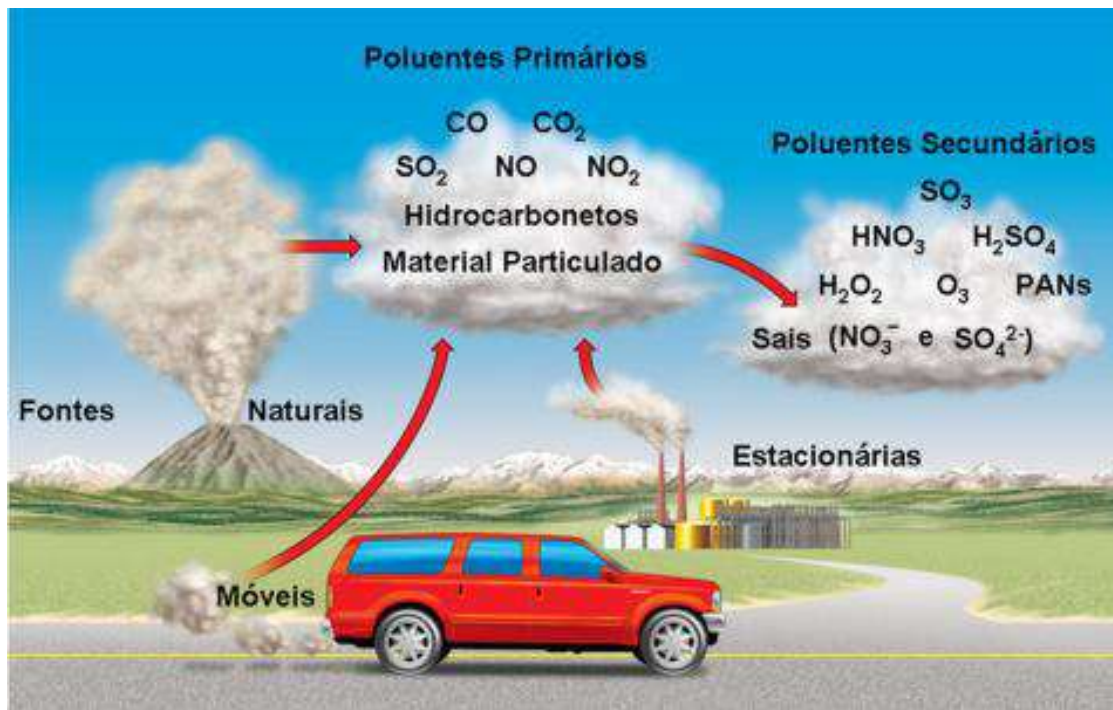 Poluentes Primários
CO CO₂
SO₂ NO NO₂
Hidrocarbonetos
Material Particulado
Poluentes Secundários
SO₃
HNO₃ H₂SO₄
H₂O₂ O₃ PANs
Sais (NO₃⁻ e SO₄²⁻)
Fontes Naturais
Estacionárias
Móveis